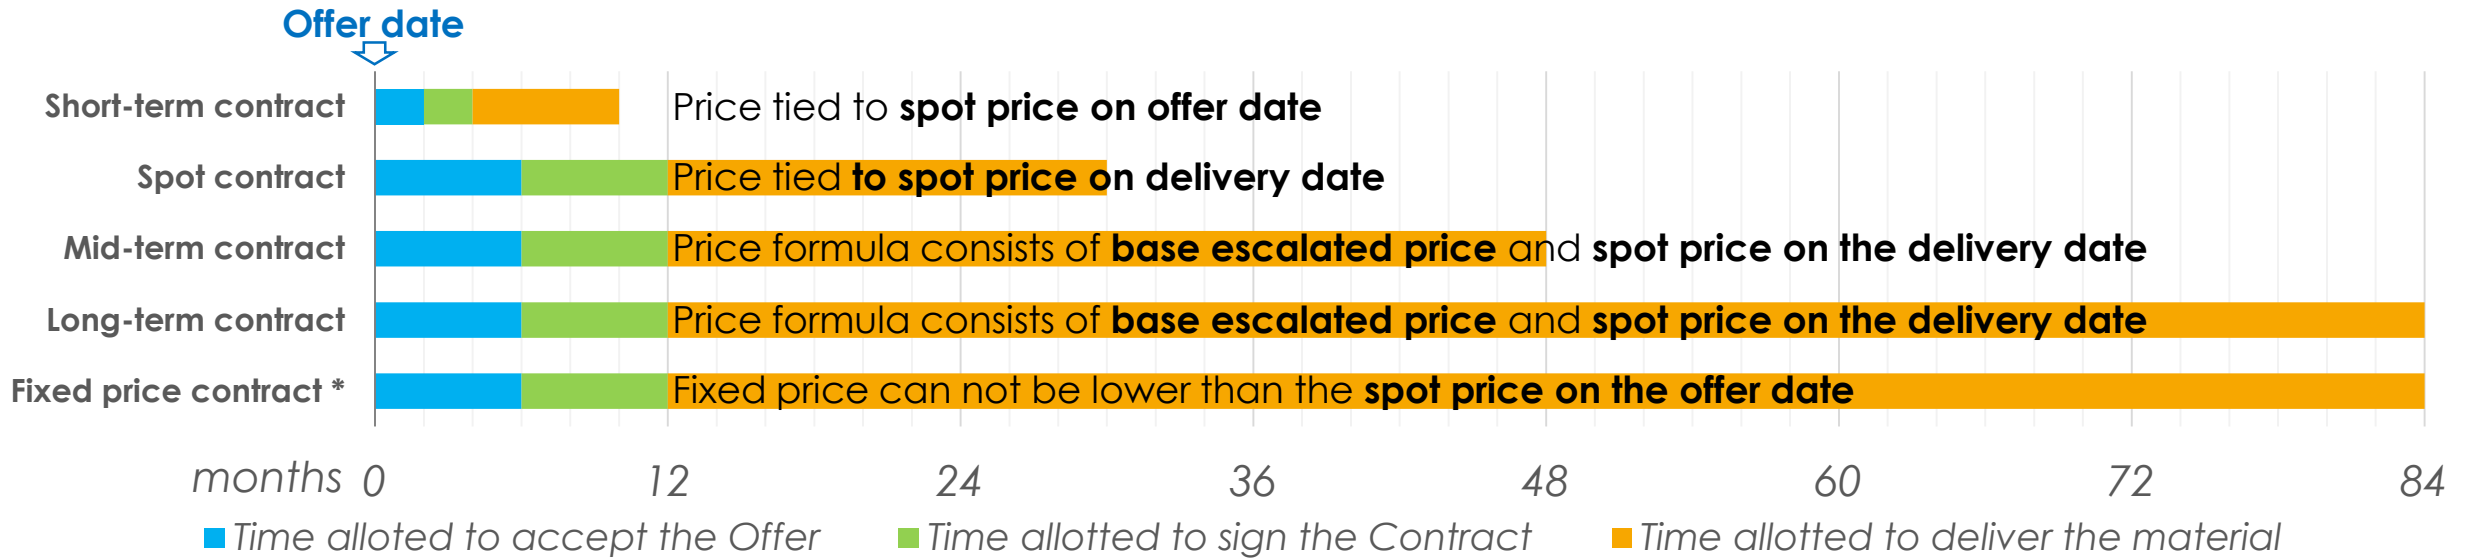 Offer date
Short-term contract
Price tied to spot price on offer date
Spot contract
Price tied to spot price on delivery date
Mid-term contract
Price formula consists of base escalated price and spot price on the delivery date
Long-term contract
Price formula consists of base escalated price and spot price on the delivery date
Fixed price contract *
Fixed price can not be lower than the spot price on the offer date
months 0 12 24 36 48 60 72 84
Time alloted to accept the Offer
Time allotted to sign the Contract
Time allotted to deliver the material